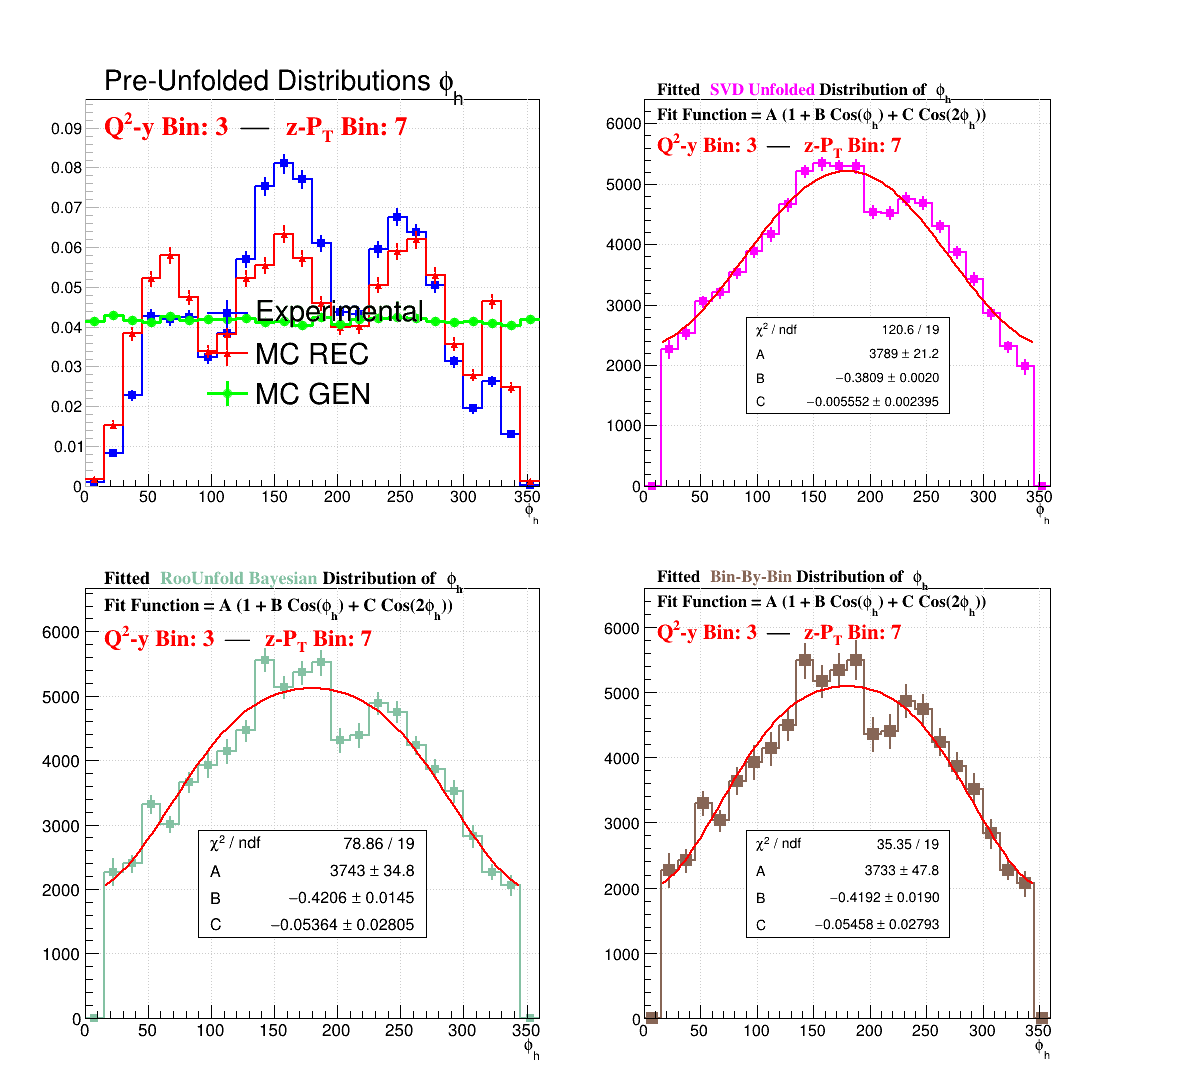 Pre-Unfolded Distributions ϕh
Q2-y Bin: 3 — z-PT Bin: 7
0.09
0.08
0.07
0.06
0.05
0.04
0.03
0.02
0.01
0
Experimental
MC REC
MC GEN
0 50 100 150 200 250 300 350
ϕh
Fitted SVD Unfolded Distribution of ϕh
Fit Function = A (1 + B Cos(ϕh) + C Cos(2ϕh))
Q2-y Bin: 3 — z-PT Bin: 7
6000
5000
4000
3000
2000
1000
0
χ2 / ndf 120.6 / 19
A 3789 ± 21.2
B −0.3809 ± 0.0020
C −0.005552 ± 0.002395
0 50 100 150 200 250 300 350
ϕh
Fitted RooUnfold Bayesian Distribution of ϕh
Fit Function = A (1 + B Cos(ϕh) + C Cos(2ϕh))
Q2-y Bin: 3 — z-PT Bin: 7
6000
5000
4000
3000
2000
1000
0
χ2 / ndf 78.86 / 19
A 3743 ± 34.8
B −0.4206 ± 0.0145
C −0.05364 ± 0.02805
0 50 100 150 200 250 300 350
ϕh
Fitted Bin-By-Bin Distribution of ϕh
Fit Function = A (1 + B Cos(ϕh) + C Cos(2ϕh))
Q2-y Bin: 3 — z-PT Bin: 7
6000
5000
4000
3000
2000
1000
0
χ2 / ndf 35.35 / 19
A 3733 ± 47.8
B −0.4192 ± 0.0190
C −0.05458 ± 0.02793
0 50 100 150 200 250 300 350
ϕh